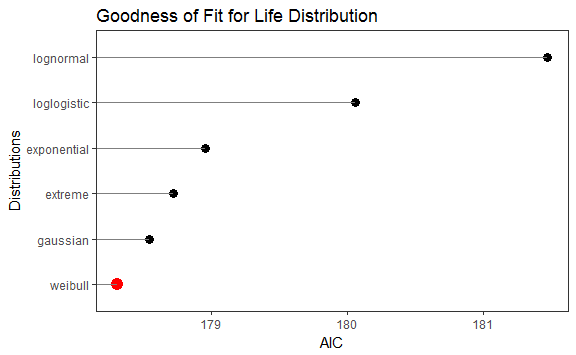 Goodness of Fit for Life Distribution
lognormal
loglogistic
exponential
extreme
gaussian
weibull
Distributions
179 180 181
AIC